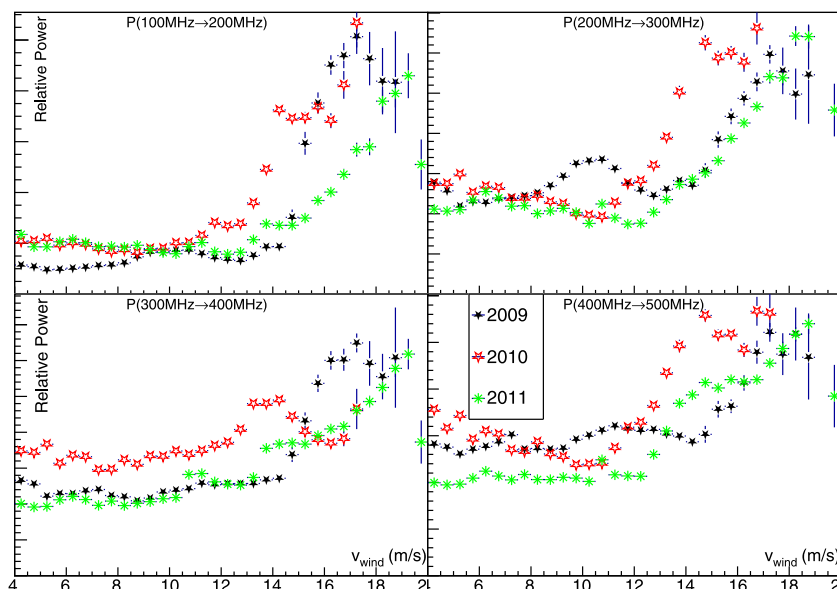 P(100MHz→200MHz)
P(200MHz→300MHz)
Relative Power
P(300MHz→400MHz)
P(400MHz→500MHz)
Relative Power
2009
2010
2011
v_wind (m/s)
v_wind (m/s)
4 6 8 10 12 14 16 18 2
6 8 10 12 14 16 18 2